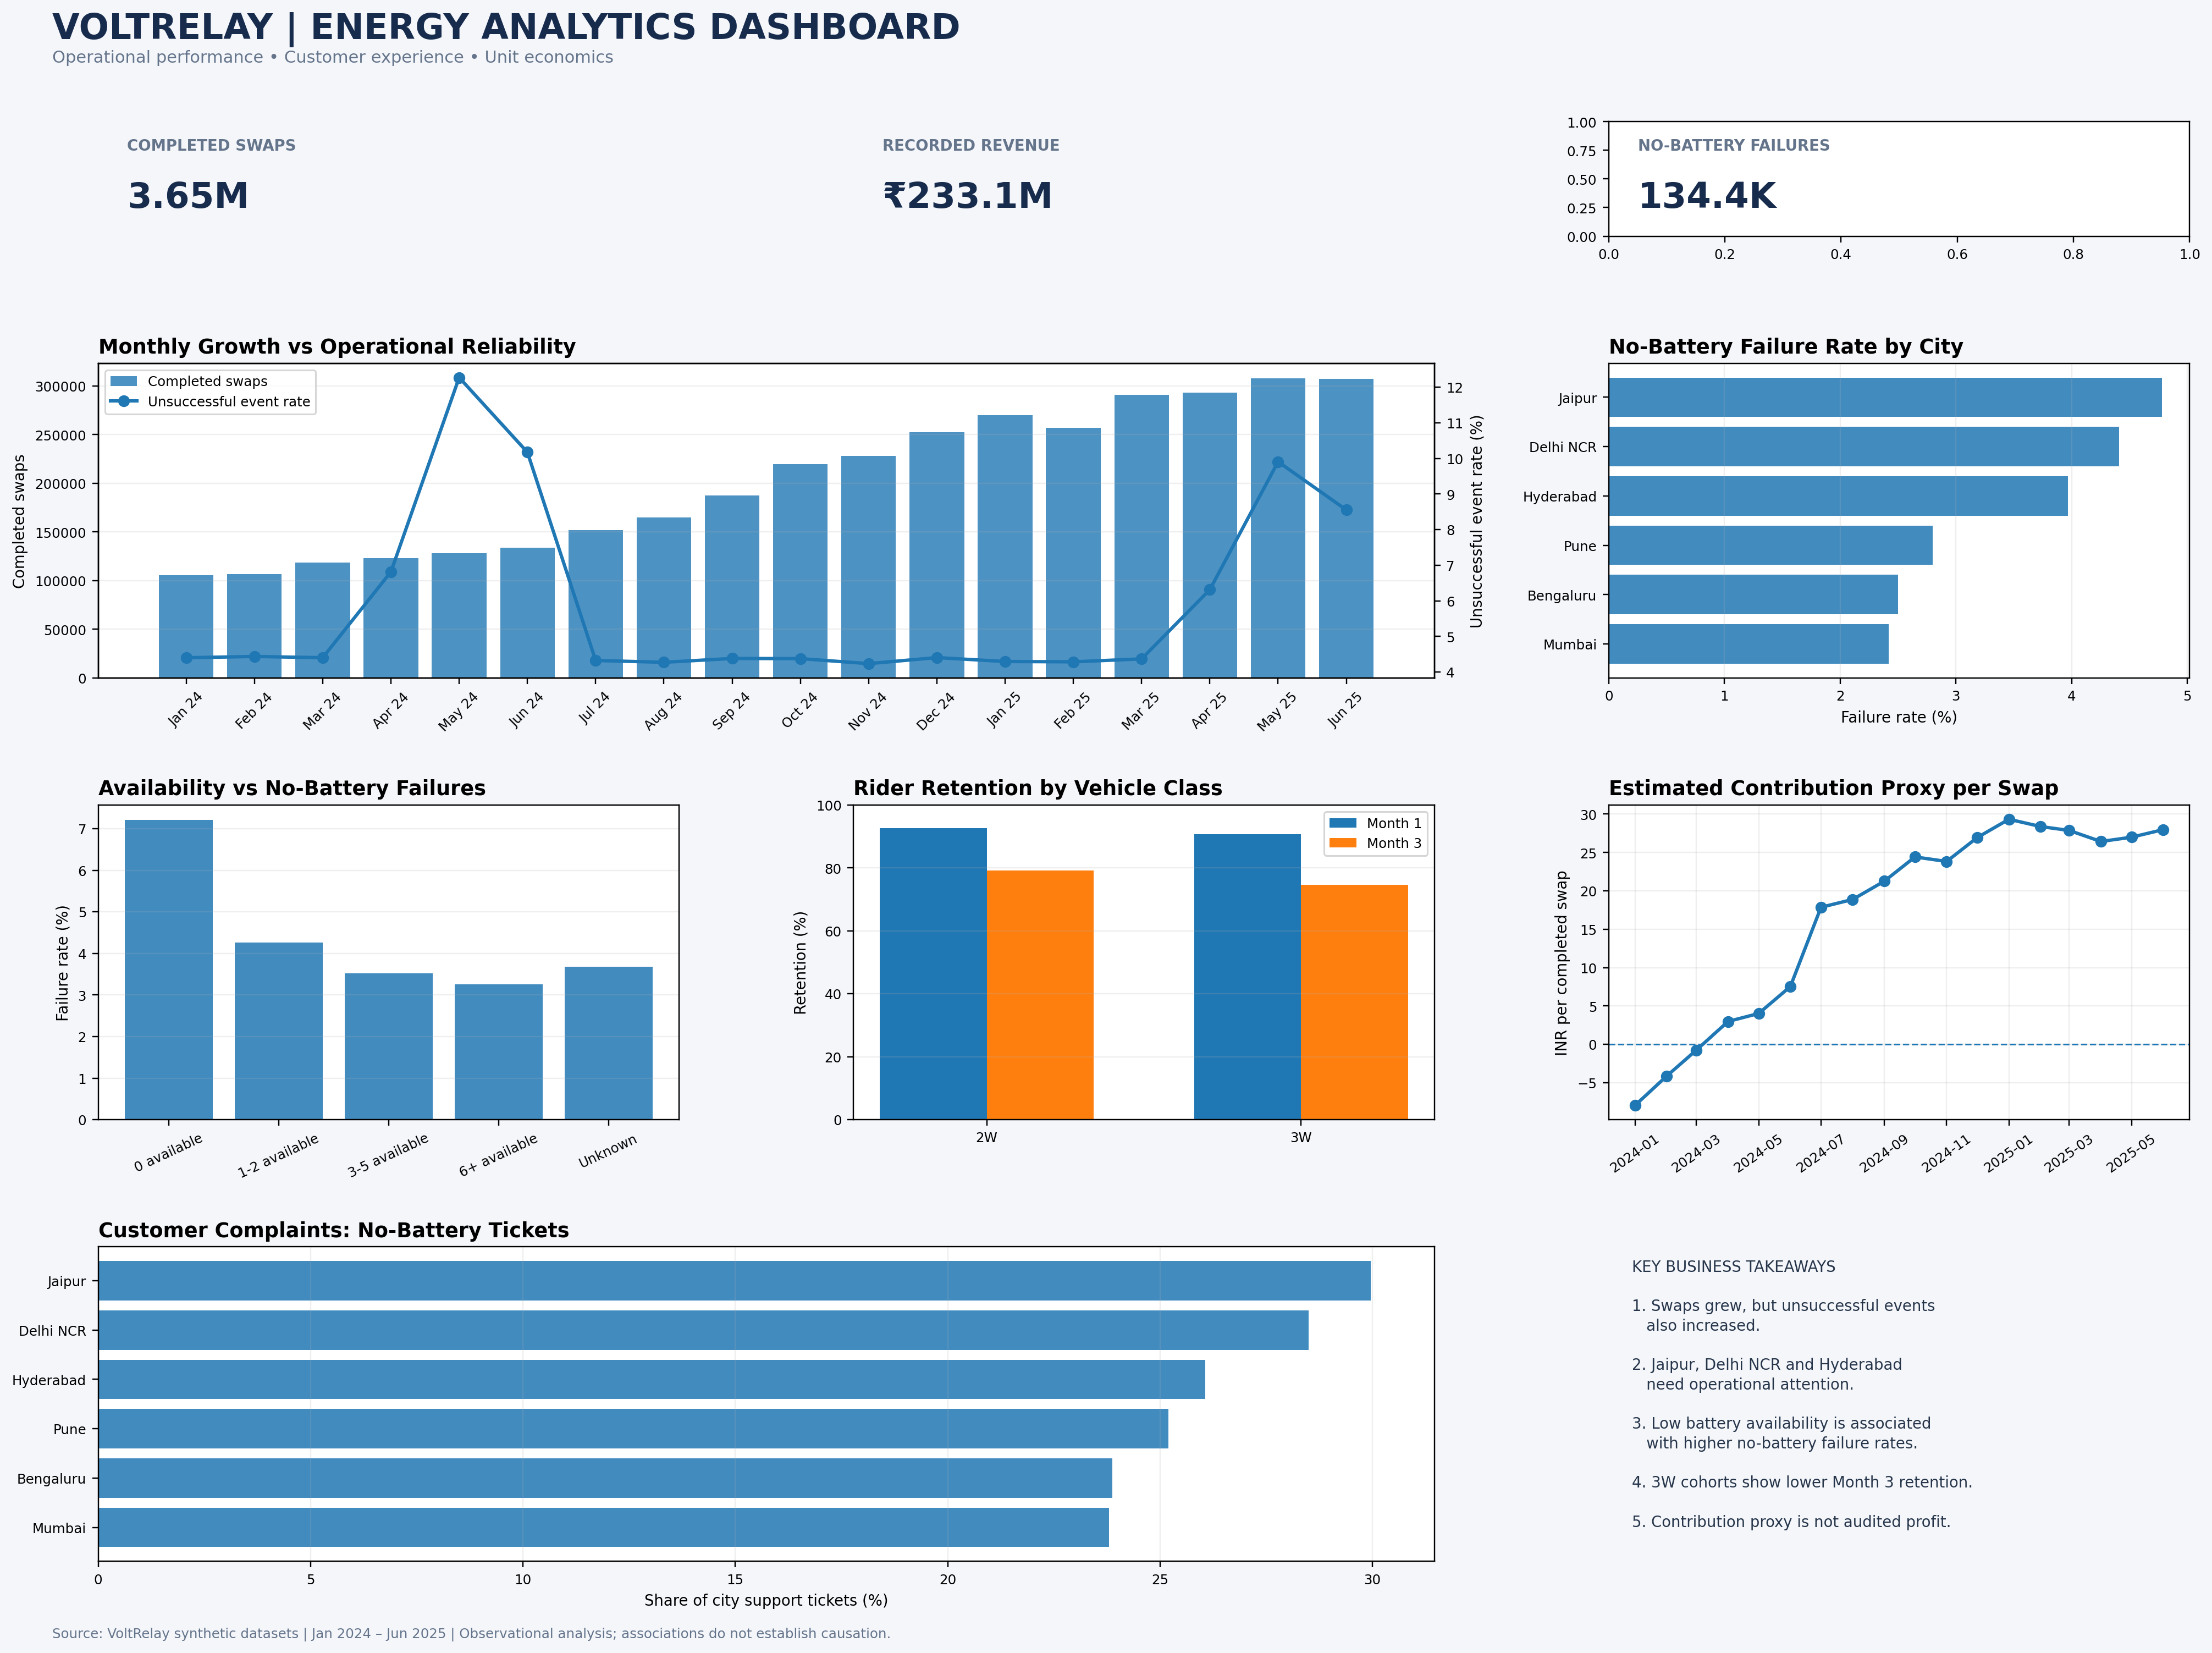 VOLTRELAY | ENERGY ANALYTICS DASHBOARD
Operational performance • Customer experience • Unit economics
COMPLETED SWAPS
3.65M
RECORDED REVENUE
₹233.1M
NO-BATTERY FAILURES
134.4K
1.00
0.75
0.50
0.25
0.00
0.0 0.2 0.4 0.6 0.8 1.0
Monthly Growth vs Operational Reliability
Completed swaps
Unsuccessful event rate
Completed swaps
300000
250000
200000
150000
100000
50000
0
12
11
10
9
8
7
6
5
4
Unsuccessful event rate (%)
Jan 24 Feb 24 Mar 24 Apr 24 May 24 Jun 24 Jul 24 Aug 24 Sep 24 Oct 24 Nov 24 Dec 24 Jan 25 Feb 25 Mar 25 Apr 25 May 25 Jun 25
No-Battery Failure Rate by City
Jaipur
Delhi NCR
Hyderabad
Pune
Bengaluru
Mumbai
0 1 2 3 4 5
Failure rate (%)
Availability vs No-Battery Failures
Failure rate (%)
7
6
5
4
3
2
1
0
0 available 1-2 available 3-5 available 6+ available Unknown
Rider Retention by Vehicle Class
Month 1
Month 3
Retention (%)
100
80
60
40
20
0
2W 3W
Estimated Contribution Proxy per Swap
INR per completed swap
30
25
20
15
10
5
0
−5
2024-01 2024-03 2024-05 2024-07 2024-09 2024-11 2025-01 2025-03 2025-05
Customer Complaints: No-Battery Tickets
Jaipur
Delhi NCR
Hyderabad
Pune
Bengaluru
Mumbai
0 5 10 15 20 25 30
Share of city support tickets (%)
KEY BUSINESS TAKEAWAYS
1. Swaps grew, but unsuccessful events
also increased.
2. Jaipur, Delhi NCR and Hyderabad
need operational attention.
3. Low battery availability is associated
with higher no-battery failure rates.
4. 3W cohorts show lower Month 3 retention.
5. Contribution proxy is not audited profit.
Source: VoltRelay synthetic datasets | Jan 2024 – Jun 2025 | Observational analysis; associations do not establish causation.